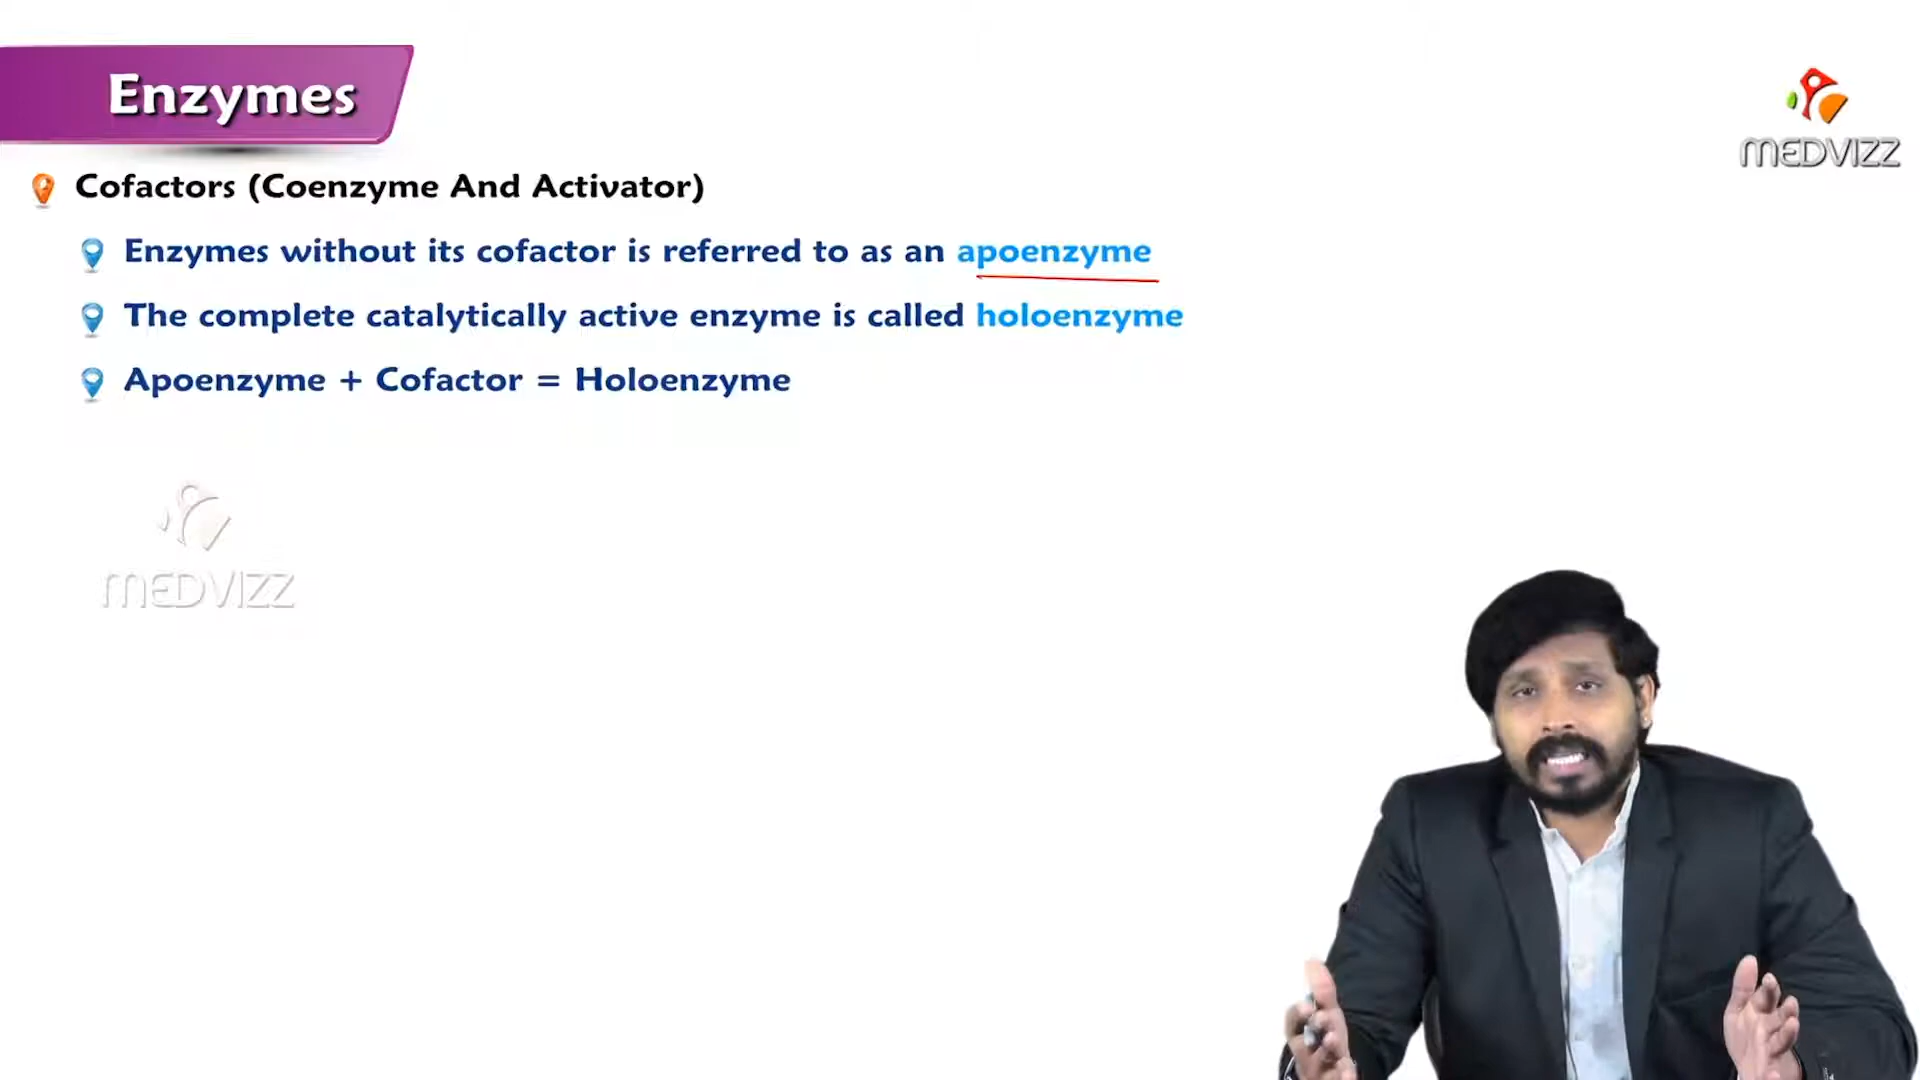 Enzymes
MEDVIZZ
Cofactors (Coenzyme And Activator)
Enzymes without its cofactor is referred to as an apoenzyme
The complete catalytically active enzyme is called holoenzyme
Apoenzyme + Cofactor = Holoenzyme
MEDVIZZ